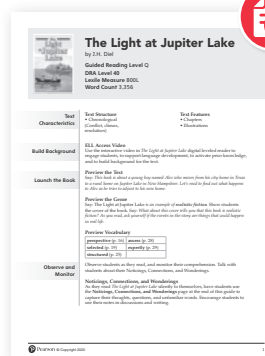 The Light at Jupiter Lake
by J.H. Diel
Guided Reading Level Q
DRA Level 40
Lexile Measure 800L
Word Count 3,356
Text Characteristics
Text Structure
• Chronological
(Conflict, climax,
resolution)
Text Features
• Chapters
• Illustrations
Build Background
ELL Access Video
Use the interactive video in The Light at Jupiter Lake digital leveled reader to
engage students, to support language development, to activate prior knowledge,
and to build background for the text.
Launch the Book
Preview the Text
Say: This book is about a young boy named Alec who moves from his city home in Texas
to a rural home on Jupiter Lake in New Hampshire. Let's read to find out what happens
to Alec as he tries to adjust to his new home.
Preview the Genre
Say: The Light at Jupiter Lake is an example of realistic fiction. Show students
the cover of the book. Say: What about this cover tells you that this book is realistic
fiction? As you read, ask yourself if the events in the story are things that could happen
in real life.
Preview Vocabulary
perspective (p. 16) access (p. 28)
selected (p. 19) expertly (p. 29)
structured (p. 25)
Observe and
Monitor
Observe students as they read, and monitor their comprehension. Talk with
students about their Noticings, Connections, and Wonderings.
Noticings, Connections, and Wonderings
As they read The Light at Jupiter Lake silently to themselves, have students use
the Noticings, Connections, and Wonderings page at the end of this guide to
capture their thoughts, questions, and unfamiliar words. Encourage students to
use their notes in discussions and writing.
Pearson © Copyright 2020
1